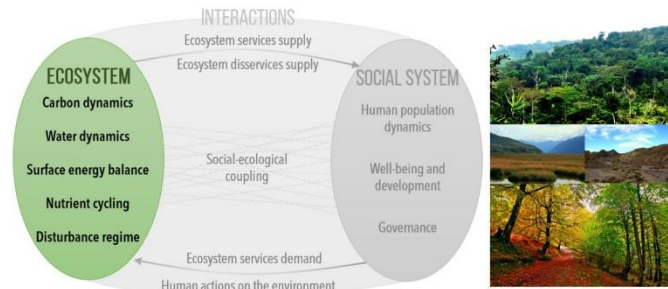 INTERACTIONS
Ecosystem services supply
Ecosystem disservices supply
ECOSYSTEM
Carbon dynamics
Water dynamics
Surface energy balance
Nutrient cycling
Disturbance regime
Social-ecological
coupling
SOCIAL SYSTEM
Human population
dynamics
Well-being and
development
Governance
Ecosystem services demand
Human actions on the environment